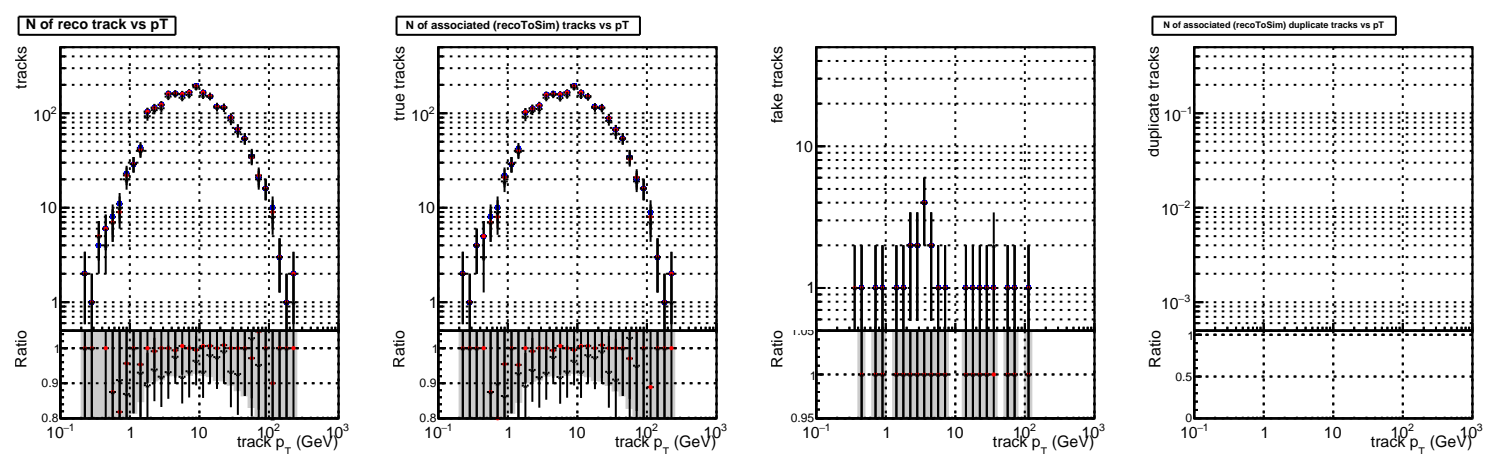 N of reco track vs pT
tracks
10²
10
1
Ratio
1
0.9
0.8
10⁻¹ 1 10 10² 10³
track p_T (GeV)
N of associated (recoToSim) tracks vs pT
true tracks
10²
10
1
Ratio
1
0.9
0.8
10⁻¹ 1 10 10² 10³
track p_T (GeV)
fake tracks
10
1
Ratio
1.05
1
0.95
10⁻¹ 1 10 10² 10³
track p_T (GeV)
N of associated (recoToSim) duplicate tracks vs pT
duplicate tracks
10⁻¹
10⁻²
10⁻³
Ratio
1
0.5
0
10⁻¹ 1 10 10² 10³
track p_T (GeV)